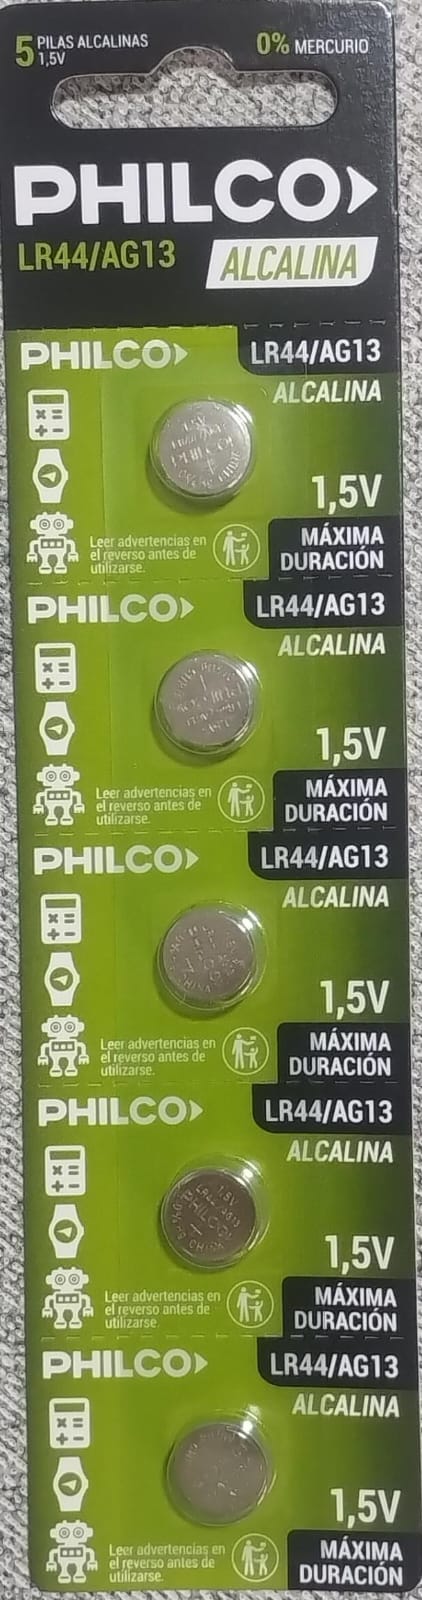 5 PILAS ALCALINAS 1,5V
0% MERCURIO
PHILCO
LR44/AG13
ALCALINA
PHILCO
LR44/AG13
ALCALINA
1,5V
Leer advertencias en
el reverso antes de
utilizarse.
MÁXIMA
DURACIÓN
PHILCO
LR44/AG13
ALCALINA
1,5V
Leer advertencias en
el reverso antes de
utilizarse.
MÁXIMA
DURACIÓN
PHILCO
LR44/AG13
ALCALINA
1,5V
Leer advertencias en
el reverso antes de
utilizarse.
MÁXIMA
DURACIÓN
PHILCO
LR44/AG13
ALCALINA
1,5V
LR44/AG13
PHILCO
CHINA
Leer advertencias en
el reverso antes de
utilizarse.
MÁXIMA
DURACIÓN
PHILCO
LR44/AG13
ALCALINA
1,5V
Leer advertencias en
el reverso antes de
utilizarse.
MÁXIMA
DURACIÓN